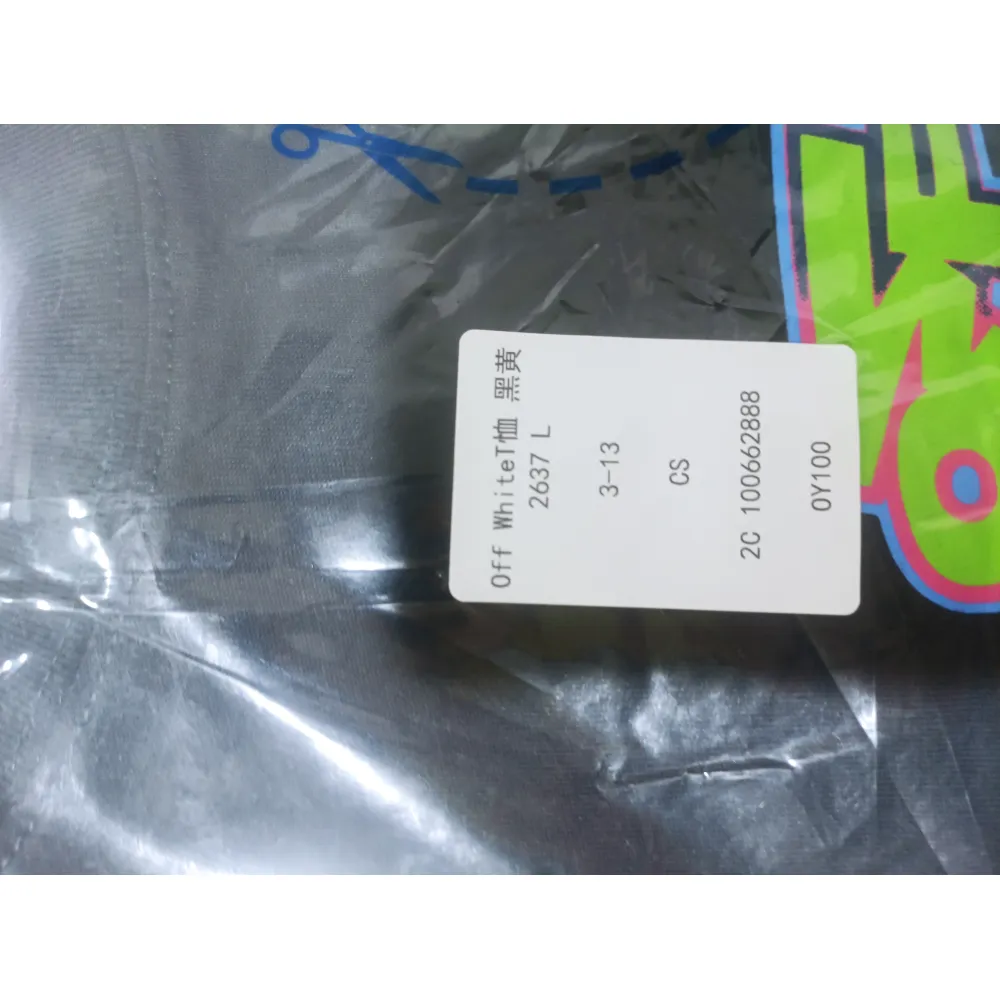 Off WhiteT恤 黑黄
2637 L
3-13
CS
2C 100662888
0Y100